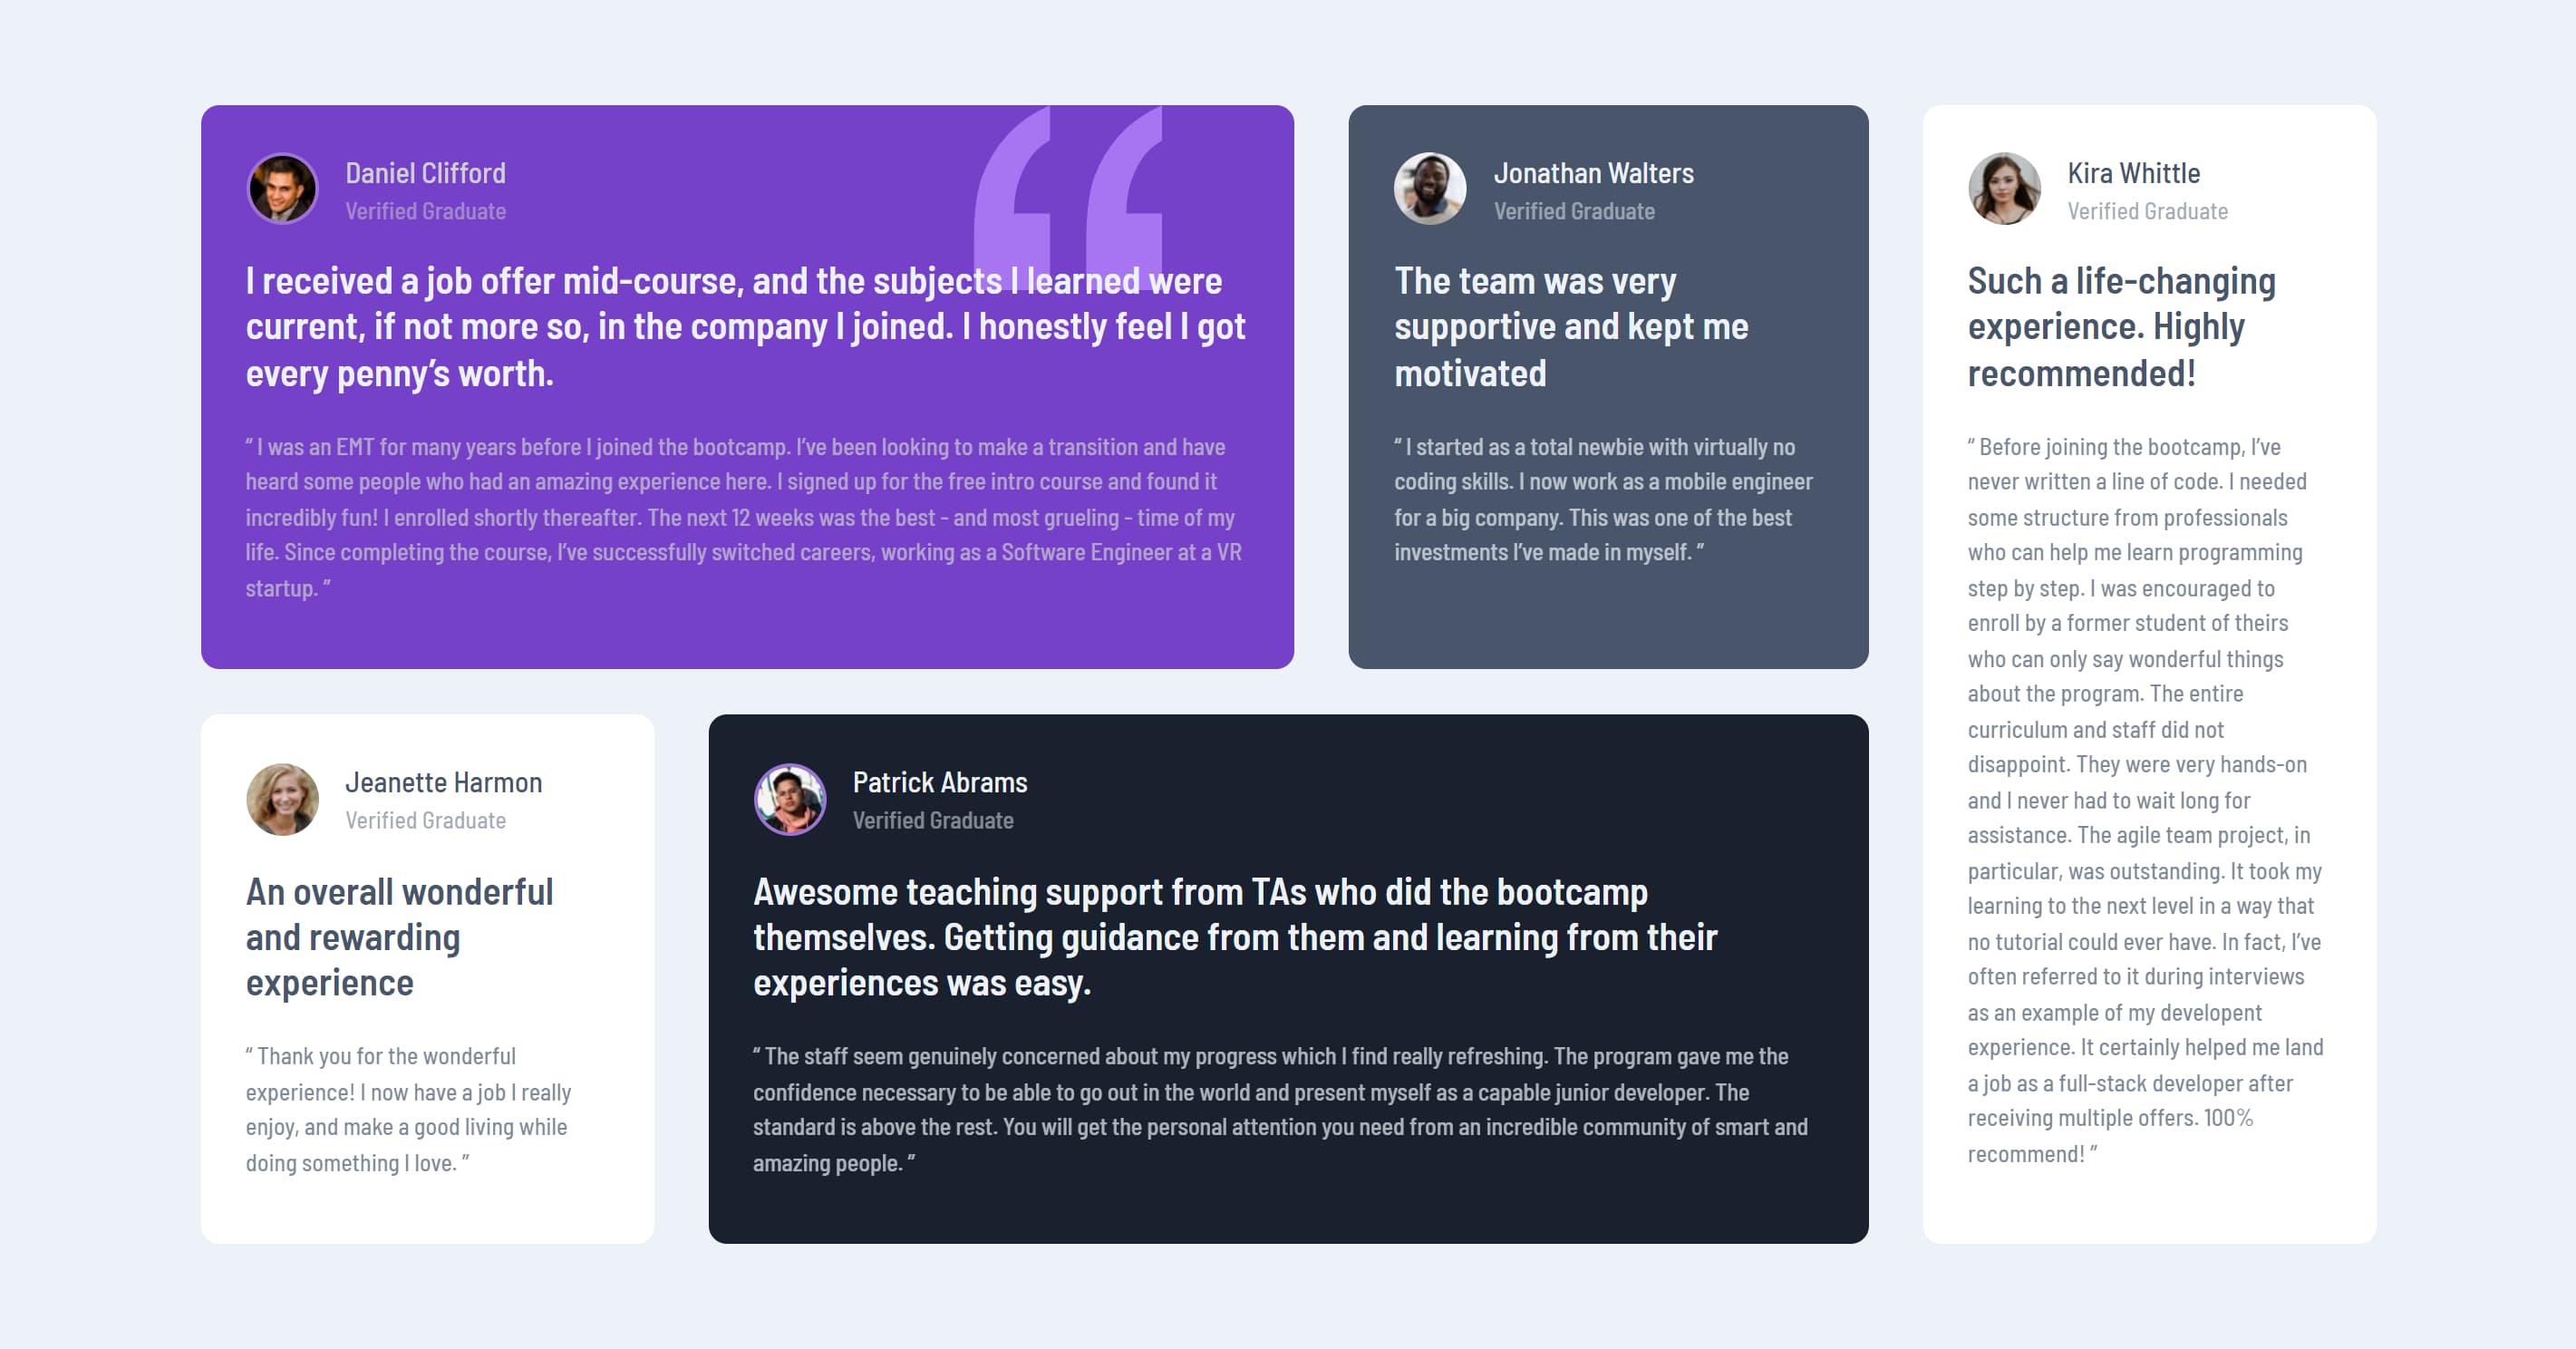 Daniel Clifford
Verified Graduate
I received a job offer mid-course, and the subjects I learned were
current, if not more so, in the company I joined. I honestly feel I got
every penny’s worth.
“ I was an EMT for many years before I joined the bootcamp. I’ve been looking to make a transition and have
heard some people who had an amazing experience here. I signed up for the free intro course and found it
incredibly fun! I enrolled shortly thereafter. The next 12 weeks was the best - and most grueling - time of my
life. Since completing the course, I’ve successfully switched careers, working as a Software Engineer at a VR
startup. ”
Jonathan Walters
Verified Graduate
The team was very
supportive and kept me
motivated
“ I started as a total newbie with virtually no
coding skills. I now work as a mobile engineer
for a big company. This was one of the best
investments I’ve made in myself. ”
Kira Whittle
Verified Graduate
Such a life-changing
experience. Highly
recommended!
“ Before joining the bootcamp, I’ve
never written a line of code. I needed
some structure from professionals
who can help me learn programming
step by step. I was encouraged to
enroll by a former student of theirs
who can only say wonderful things
about the program. The entire
curriculum and staff did not
disappoint. They were very hands-on
and I never had to wait long for
assistance. The agile team project, in
particular, was outstanding. It took my
learning to the next level in a way that
no tutorial could ever have. In fact, I’ve
often referred to it during interviews
as an example of my developent
experience. It certainly helped me land
a job as a full-stack developer after
receiving multiple offers. 100%
recommend! ”
Jeanette Harmon
Verified Graduate
An overall wonderful
and rewarding
experience
“ Thank you for the wonderful
experience! I now have a job I really
enjoy, and make a good living while
doing something I love. ”
Patrick Abrams
Verified Graduate
Awesome teaching support from TAs who did the bootcamp
themselves. Getting guidance from them and learning from their
experiences was easy.
“ The staff seem genuinely concerned about my progress which I find really refreshing. The program gave me the
confidence necessary to be able to go out in the world and present myself as a capable junior developer. The
standard is above the rest. You will get the personal attention you need from an incredible community of smart and
amazing people. ”